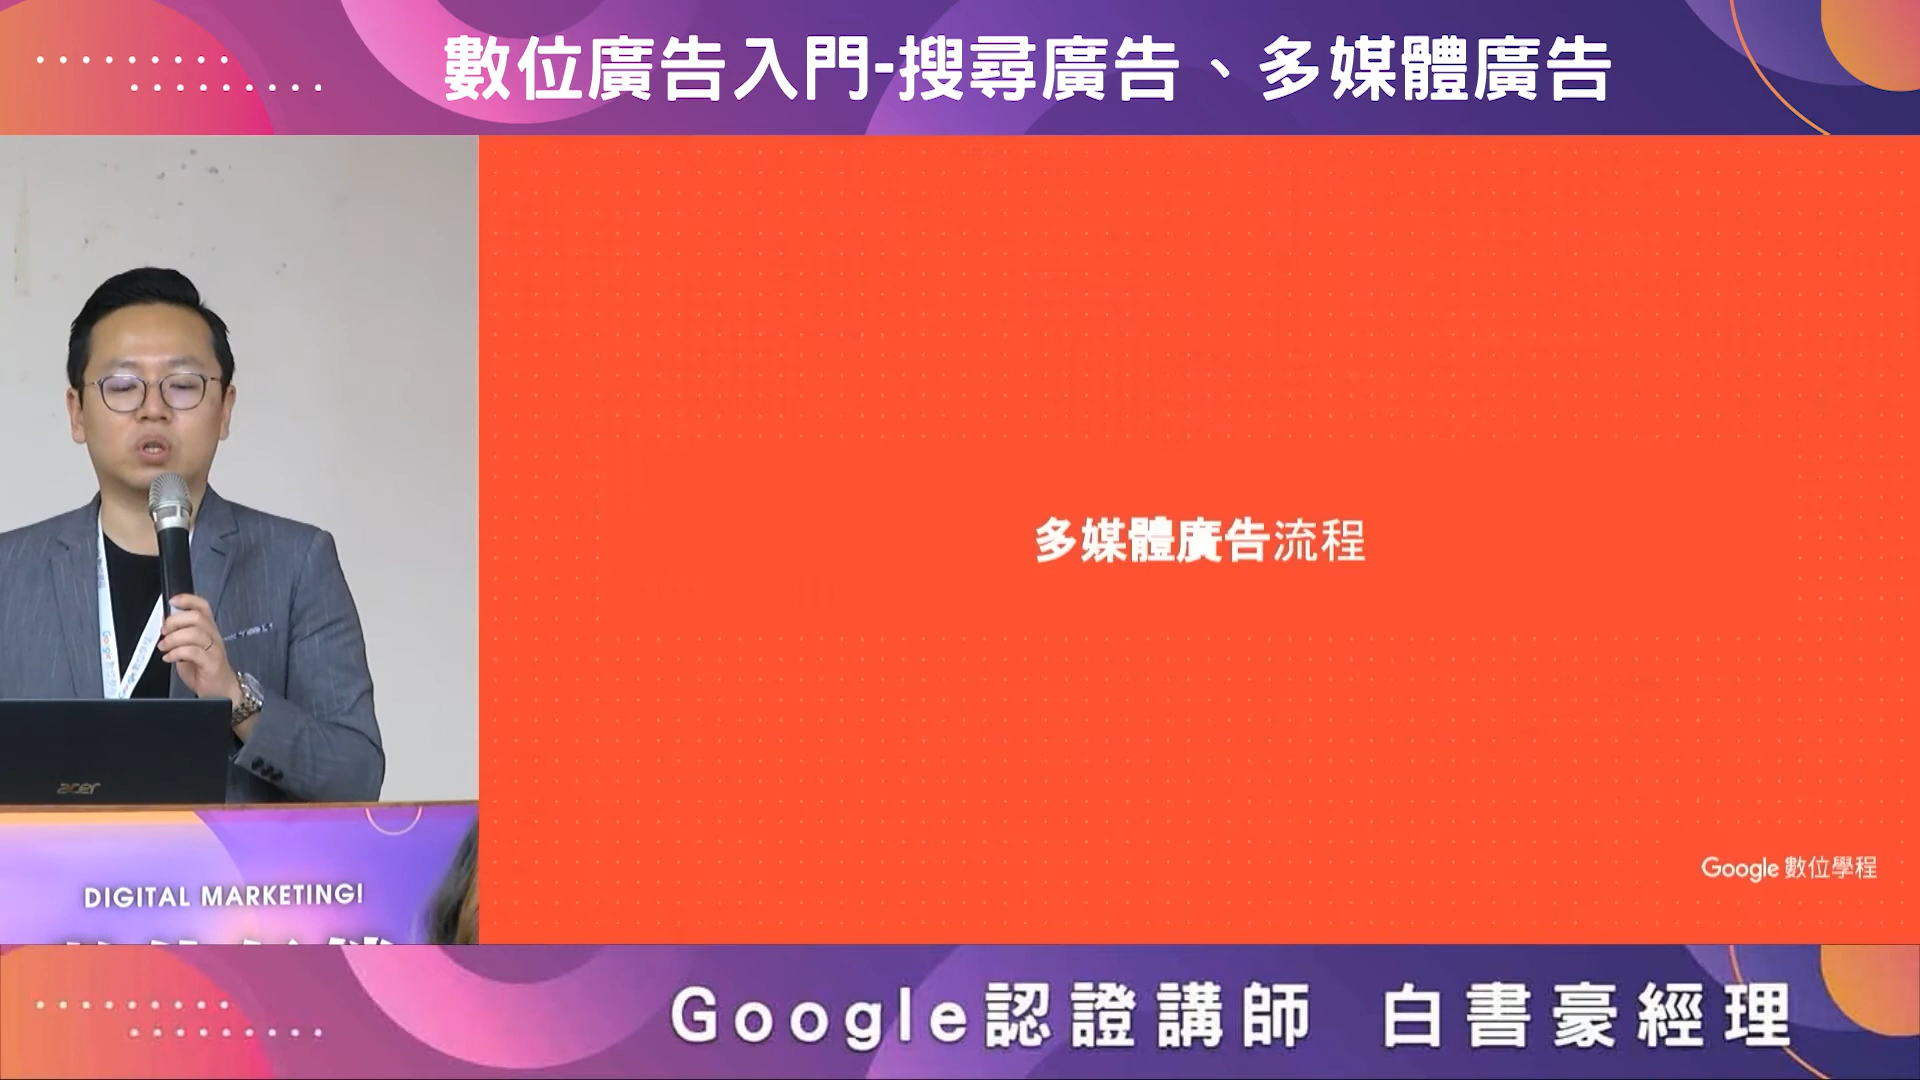 數位廣告入門-搜尋廣告、多媒體廣告
多媒體廣告流程
Google 數位學程
acer
DIGITAL MARKETING!
Google認證講師 白書豪經理